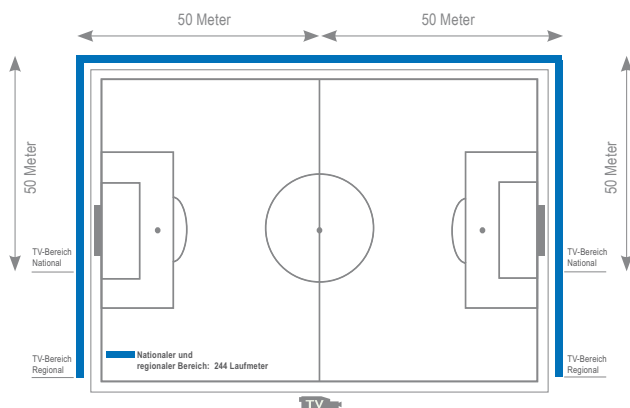 50 Meter
50 Meter
50 Meter
50 Meter
TV-Bereich
National
TV-Bereich
National
TV-Bereich
Regional
Nationaler und
regionaler Bereich: 244 Laufmeter
TV-Bereich
Regional
TV